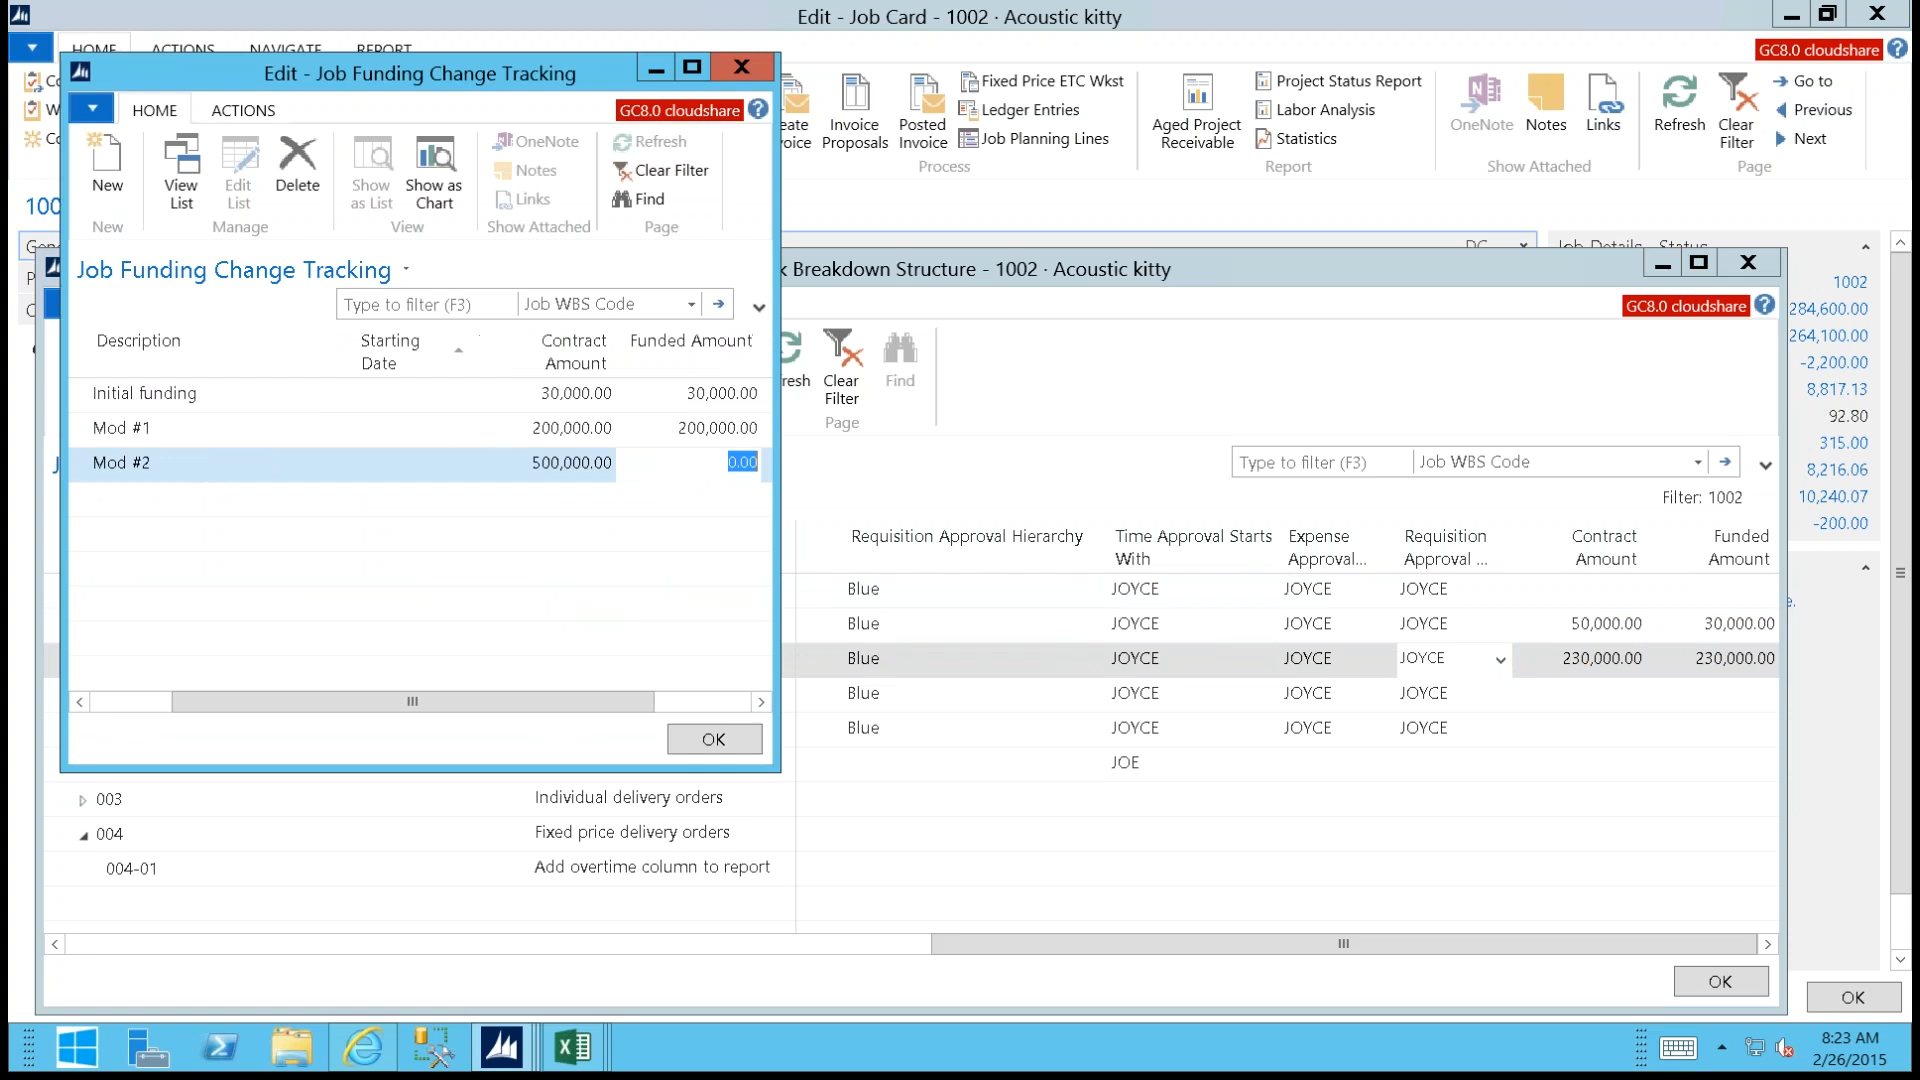 Edit - Job Card - 1002 · Acoustic kitty
HOME ACTIONS NAVIGATE REPORT
GC8.0 cloudshare
Edit - Job Funding Change Tracking
HOME ACTIONS
GC8.0 cloudshare
New
View List
Edit List
Delete
Show as List
Show as Chart
OneNote
Notes
Links
Refresh
Clear Filter
Find
New
Manage
View
Show Attached
Page
Invoice Proposals
Posted Invoice
Fixed Price ETC Wkst
Ledger Entries
Job Planning Lines
Process
Aged Project Receivable
Project Status Report
Labor Analysis
Statistics
Report
OneNote
Notes
Links
Show Attached
Refresh
Clear Filter
Go to
Previous
Next
Page
Job Funding Change Tracking
Type to filter (F3) Job WBS Code
Description Starting Date Contract Amount Funded Amount
Initial funding 30,000.00 30,000.00
Mod #1 200,000.00 200,000.00
Mod #2 500,000.00 0.00
OK
Breakdown Structure - 1002 · Acoustic kitty
GC8.0 cloudshare
Clear Filter
Find
Page
Type to filter (F3) Job WBS Code
Filter: 1002
Requisition Approval Hierarchy Time Approval Starts With Expense Approval... Requisition Approval ... Contract Amount Funded Amount
Blue JOYCE JOYCE JOYCE
Blue JOYCE JOYCE JOYCE 50,000.00 30,000.00
Blue JOYCE JOYCE JOYCE 230,000.00 230,000.00
Blue JOYCE JOYCE JOYCE
Blue JOYCE JOYCE JOYCE
JOE
003 Individual delivery orders
004 Fixed price delivery orders
004-01 Add overtime column to report
OK
Job Details Status
1002
284,600.00
264,100.00
-2,200.00
8,817.13
92.80
315.00
8,216.06
10,240.07
-200.00
OK
8:23 AM
2/26/2015